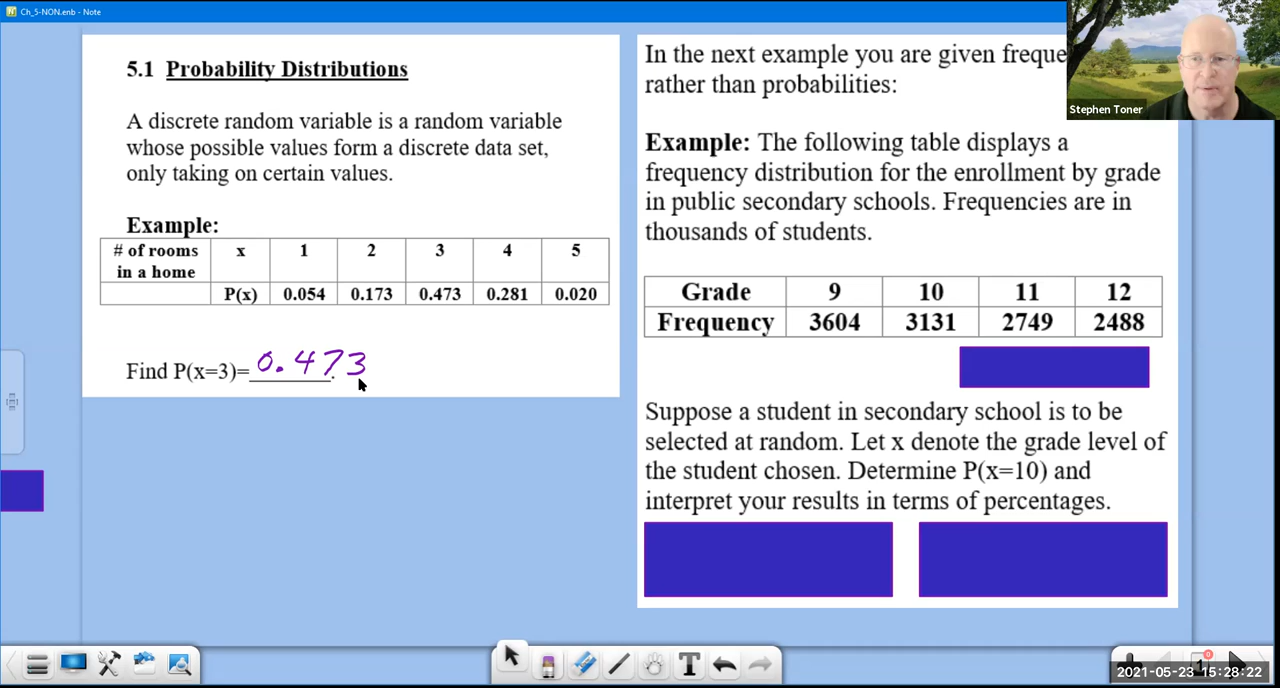 Ch_5-NON.enb - Note
5.1 Probability Distributions
A discrete random variable is a random variable
whose possible values form a discrete data set,
only taking on certain values.
Example:
# of rooms in a home x 1 2 3 4 5
P(x) 0.054 0.173 0.473 0.281 0.020
Find P(x=3)=________. 0.473
In the next example you are given freque
rather than probabilities:
Example: The following table displays a
frequency distribution for the enrollment by grade
in public secondary schools. Frequencies are in
thousands of students.
Grade 9 10 11 12
Frequency 3604 3131 2749 2488
Suppose a student in secondary school is to be
selected at random. Let x denote the grade level of
the student chosen. Determine P(x=10) and
interpret your results in terms of percentages.
Stephen Toner
2021-05-23 15:28:22